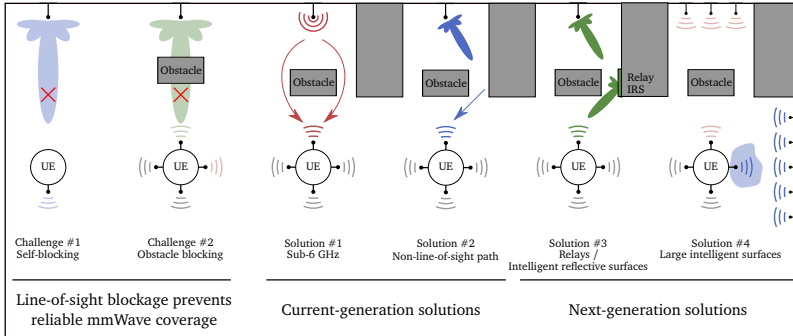 Obstacle
Obstacle
Obstacle
Obstacle
Relay
IRS
Obstacle
UE
UE
UE
UE
UE
UE
Challenge #1
Self-blocking
Challenge #2
Obstacle blocking
Solution #1
Sub-6 GHz
Solution #2
Non-line-of-sight path
Solution #3
Relays /
Intelligent reflective surfaces
Solution #4
Large intelligent surfaces
Line-of-sight blockage prevents
reliable mmWave coverage
Current-generation solutions
Next-generation solutions